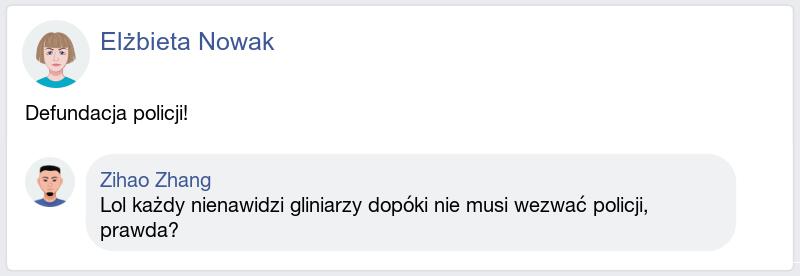 Elżbieta Nowak
Defundacja policji!
Zihao Zhang
Lol każdy nienawidzi gliniarzy dopóki nie musi wezwać policji,
prawda?